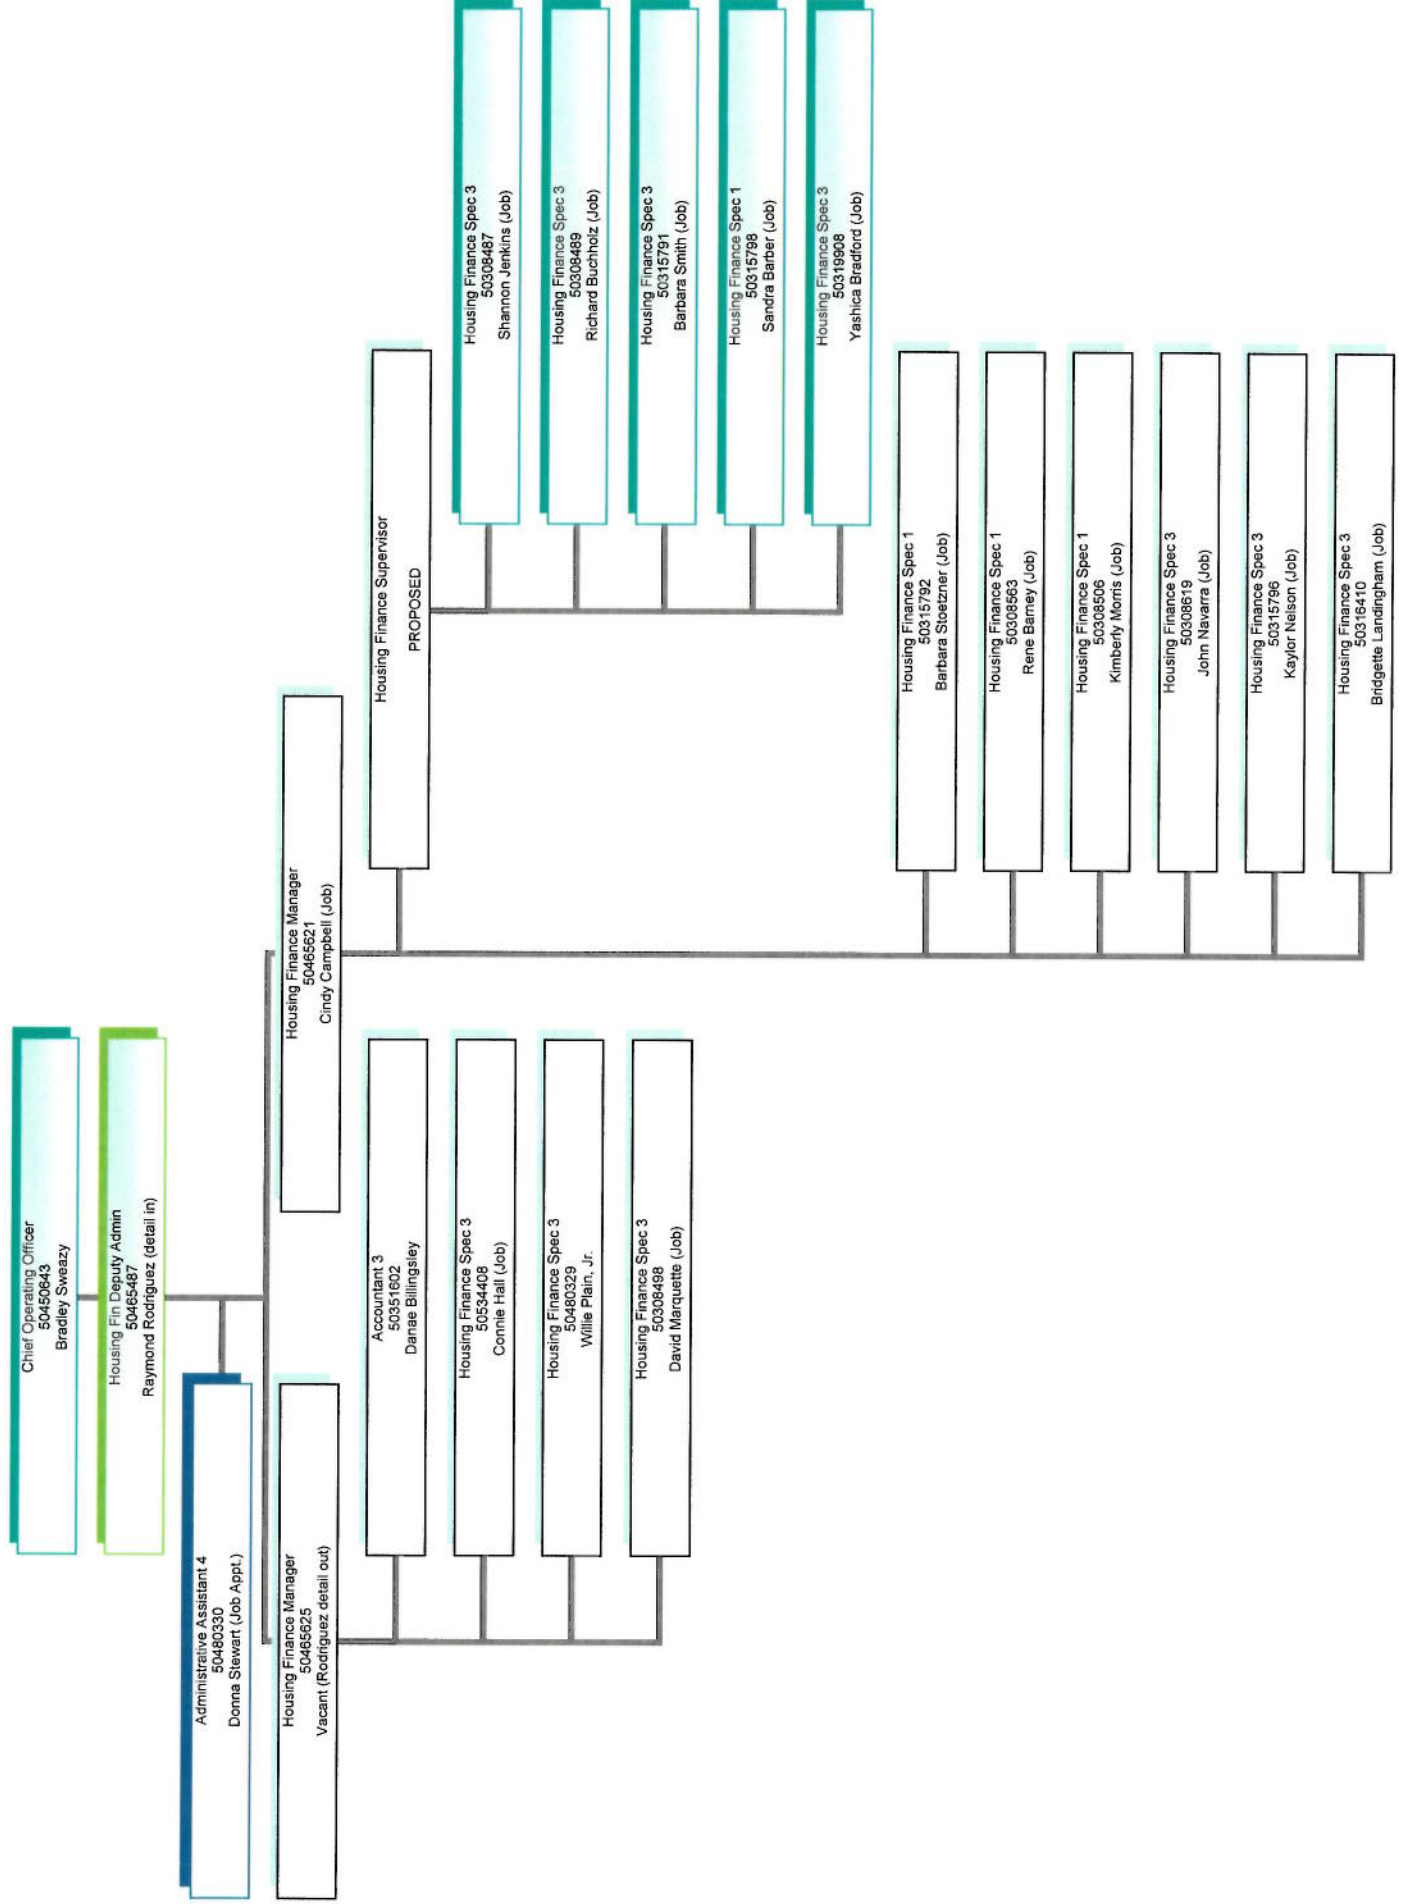 Chief Operating Officer
50450643
Bradley Sweazy
Housing Fin Deputy Admin
50465487
Raymond Rodriguez (detail in)
Administrative Assistant 4
50480330
Donna Stewart (Job Appt.)
Housing Finance Manager
50465625
Vacant (Rodriguez detail out)
Accountant 3
50351602
Danae Billingsley
Housing Finance Spec 3
50534408
Connie Hall (Job)
Housing Finance Spec 3
50480329
Willie Plain, Jr.
Housing Finance Spec 3
50308498
David Marquette (Job)
Housing Finance Manager
50465621
Cindy Campbell (Job)
Housing Finance Supervisor
PROPOSED
Housing Finance Spec 3
50308487
Shannon Jenkins (Job)
Housing Finance Spec 3
50308489
Richard Buchholz (Job)
Housing Finance Spec 3
50315791
Barbara Smith (Job)
Housing Finance Spec 1
50315798
Sandra Barber (Job)
Housing Finance Spec 3
50319908
Yashica Bradford (Job)
Housing Finance Spec 1
50315792
Barbara Stoetzner (Job)
Housing Finance Spec 1
50308563
Rene Barney (Job)
Housing Finance Spec 1
50308506
Kimberly Morris (Job)
Housing Finance Spec 3
50308619
John Navarra (Job)
Housing Finance Spec 3
50315796
Kaylor Nelson (Job)
Housing Finance Spec 3
50316410
Bridgette Landingham (Job)